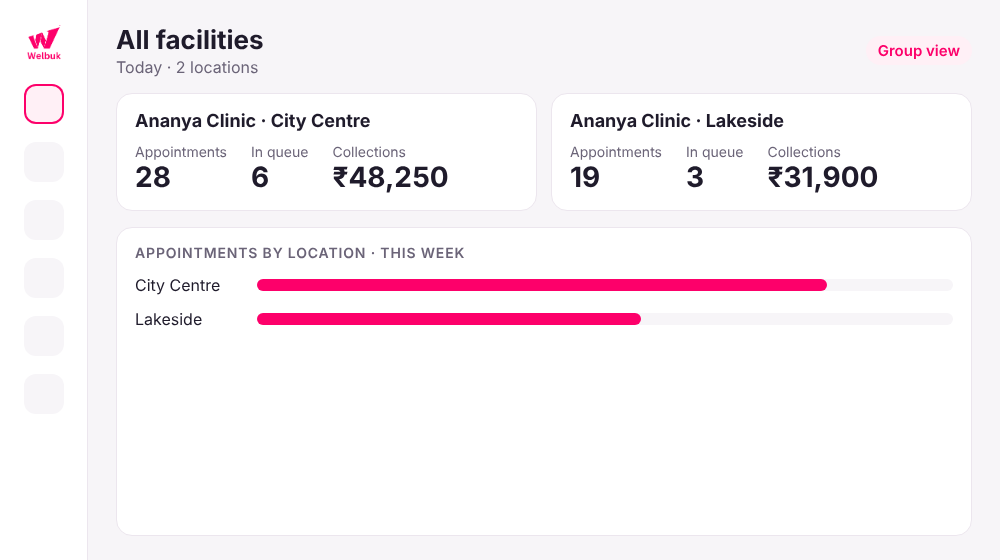 Welbuk
All facilities
Today · 2 locations
Group view
Ananya Clinic · City Centre
Appointments In queue Collections
28 6 ₹48,250
Ananya Clinic · Lakeside
Appointments In queue Collections
19 3 ₹31,900
APPOINTMENTS BY LOCATION · THIS WEEK
City Centre
Lakeside